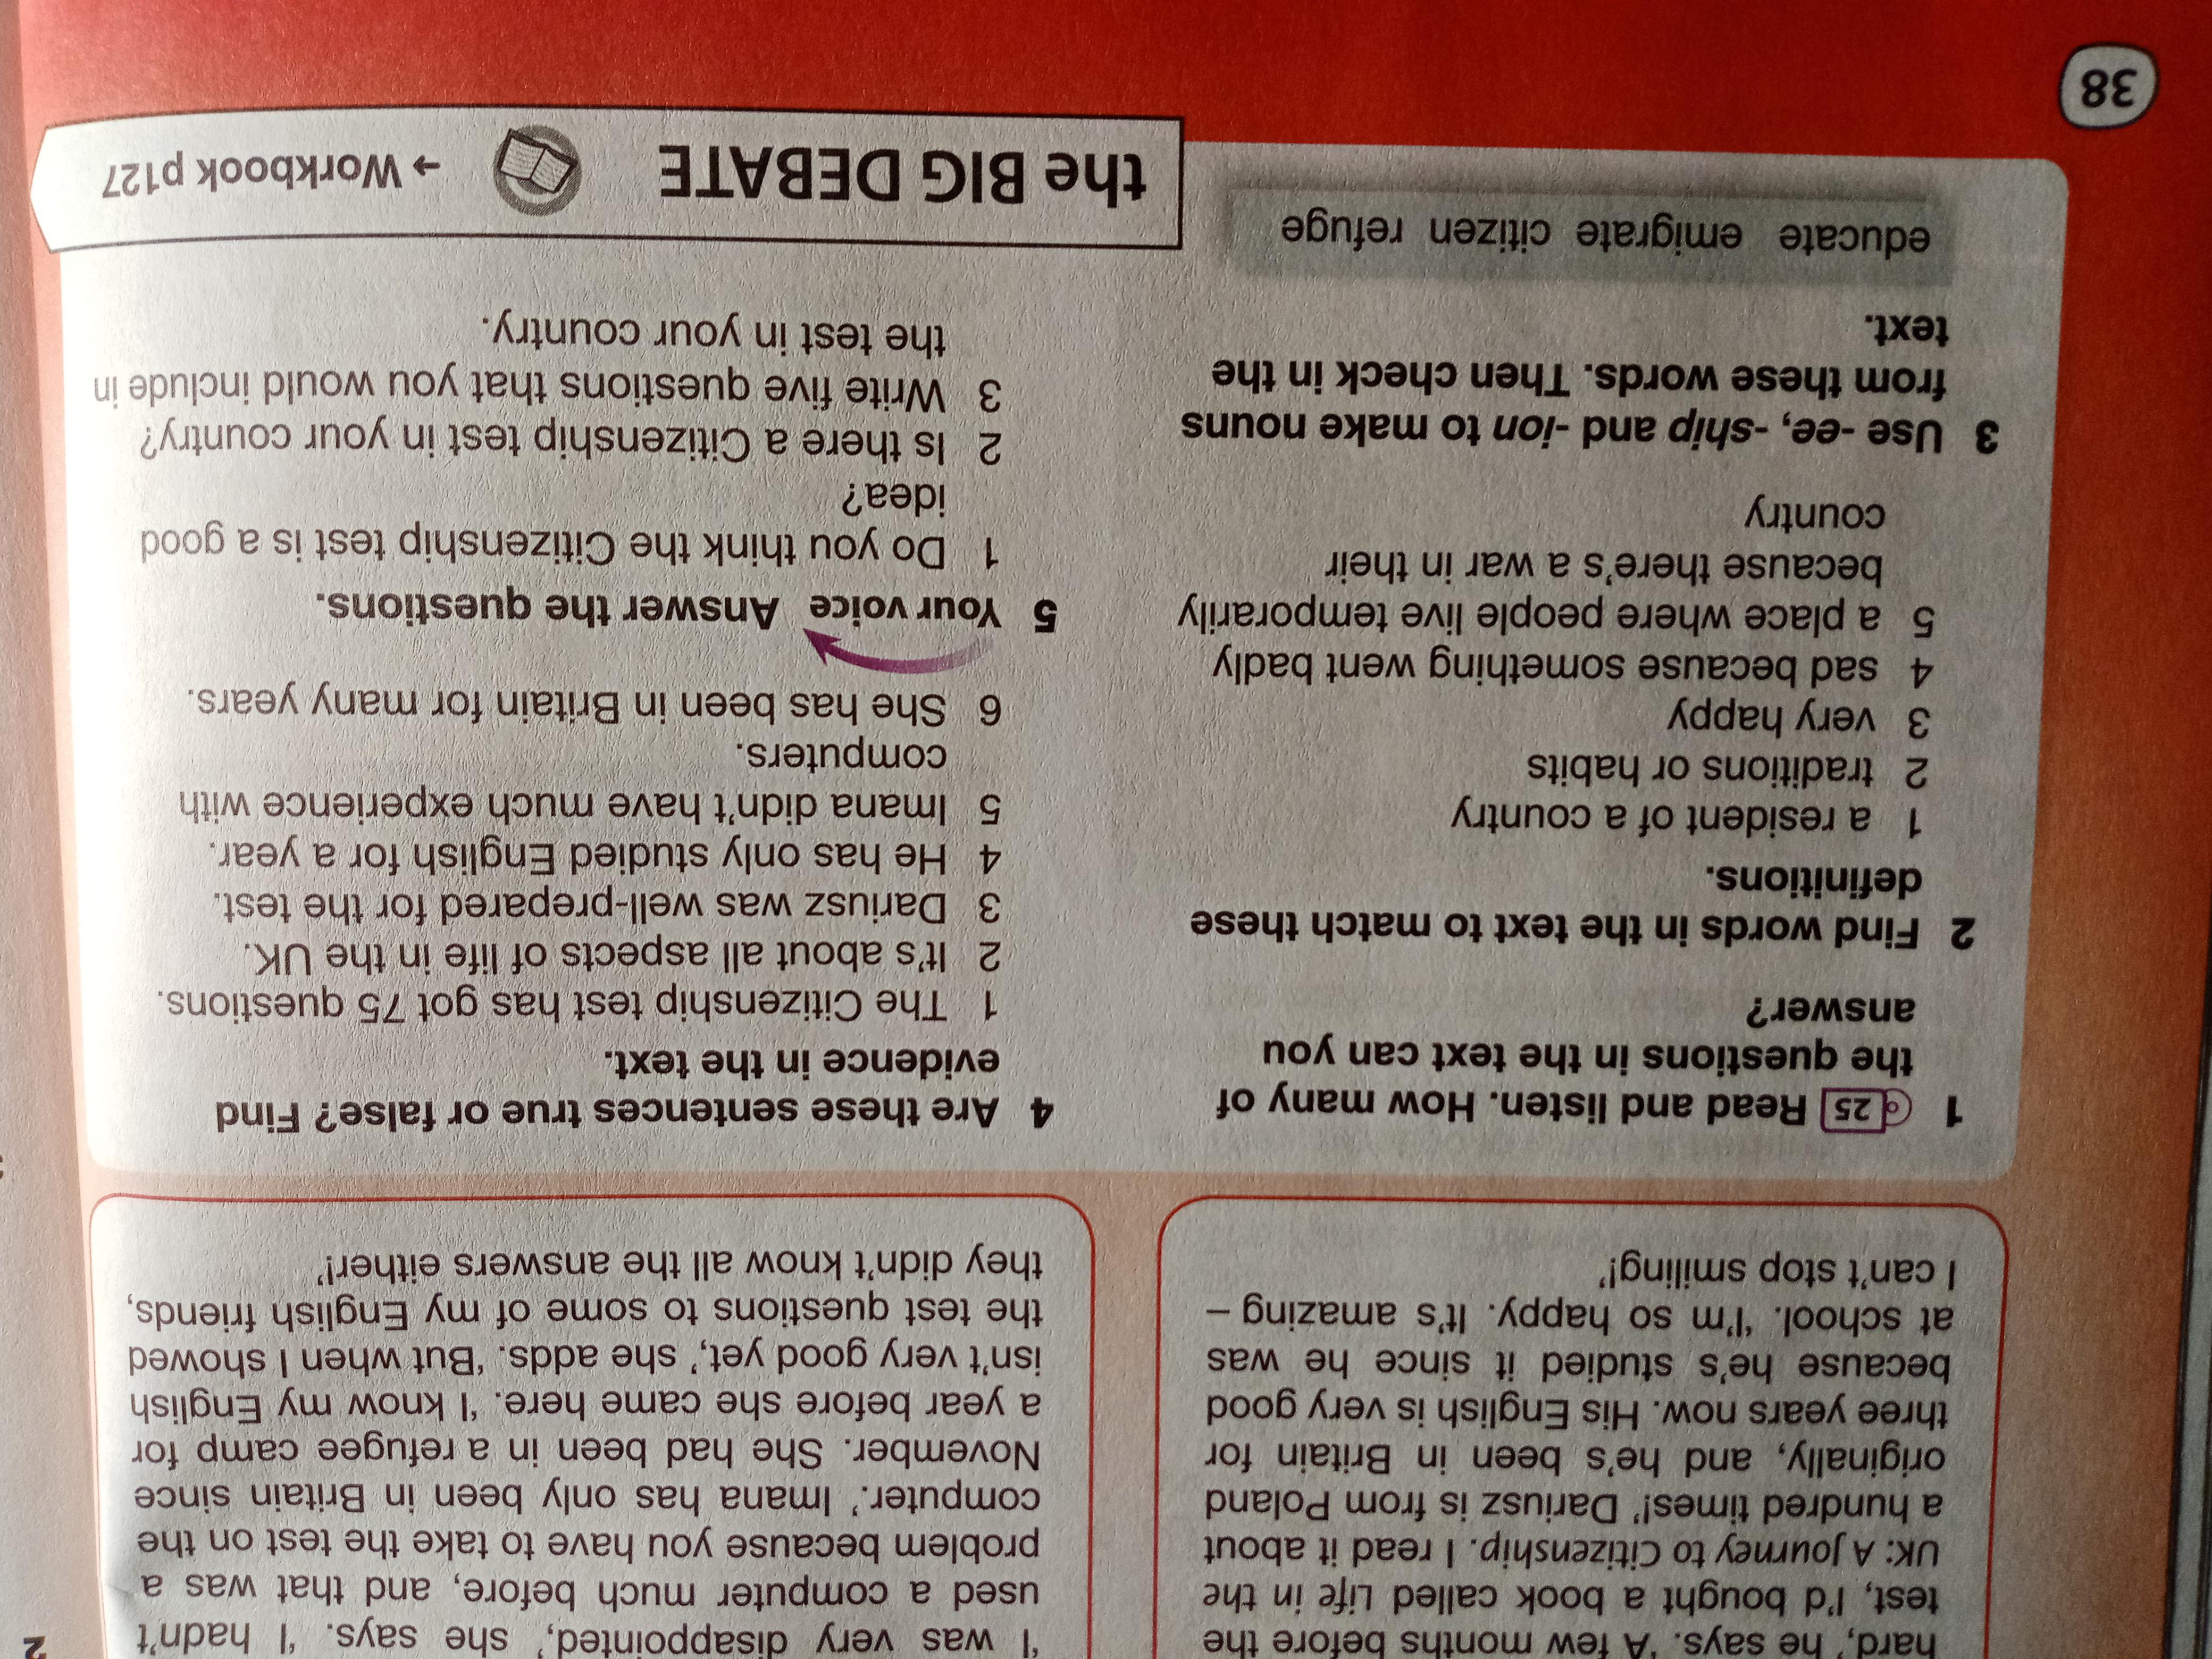 hard,' he says. 'A few months before the
test, I'd bought a book called Life in the
UK: A Journey to Citizenship. I read it about
a hundred times!' Dariusz is from Poland
originally, and he's been in Britain for
three years now. His English is very good
because he's studied it since he was
at school. 'I'm so happy. It's amazing –
I can't stop smiling!'
'I was very disappointed,' she says. 'I hadn't
used a computer much before, and that was a
problem because you have to take the test on the
computer.' Imana has only been in Britain since
November. She had been in a refugee camp for
a year before she came here. 'I know my English
isn't very good yet,' she adds. 'But when I showed
the test questions to some of my English friends,
they didn't know all the answers either!'
2
1 25 Read and listen. How many of
the questions in the text can you
answer?
2 Find words in the text to match these
definitions.
1 a resident of a country
2 traditions or habits
3 very happy
4 sad because something went badly
5 a place where people live temporarily
because there's a war in their
country
3 Use -ee, -ship and -ion to make nouns
from these words. Then check in the
text.
educate emigrate citizen refuge
4 Are these sentences true or false? Find
evidence in the text.
1 The Citizenship test has got 75 questions.
2 It's about all aspects of life in the UK.
3 Dariusz was well-prepared for the test.
4 He has only studied English for a year.
5 Imana didn't have much experience with
computers.
6 She has been in Britain for many years.
5 Your voice Answer the questions.
1 Do you think the Citizenship test is a good
idea?
2 Is there a Citizenship test in your country?
3 Write five questions that you would include in
the test in your country.
the BIG DEBATE → Workbook p127
38